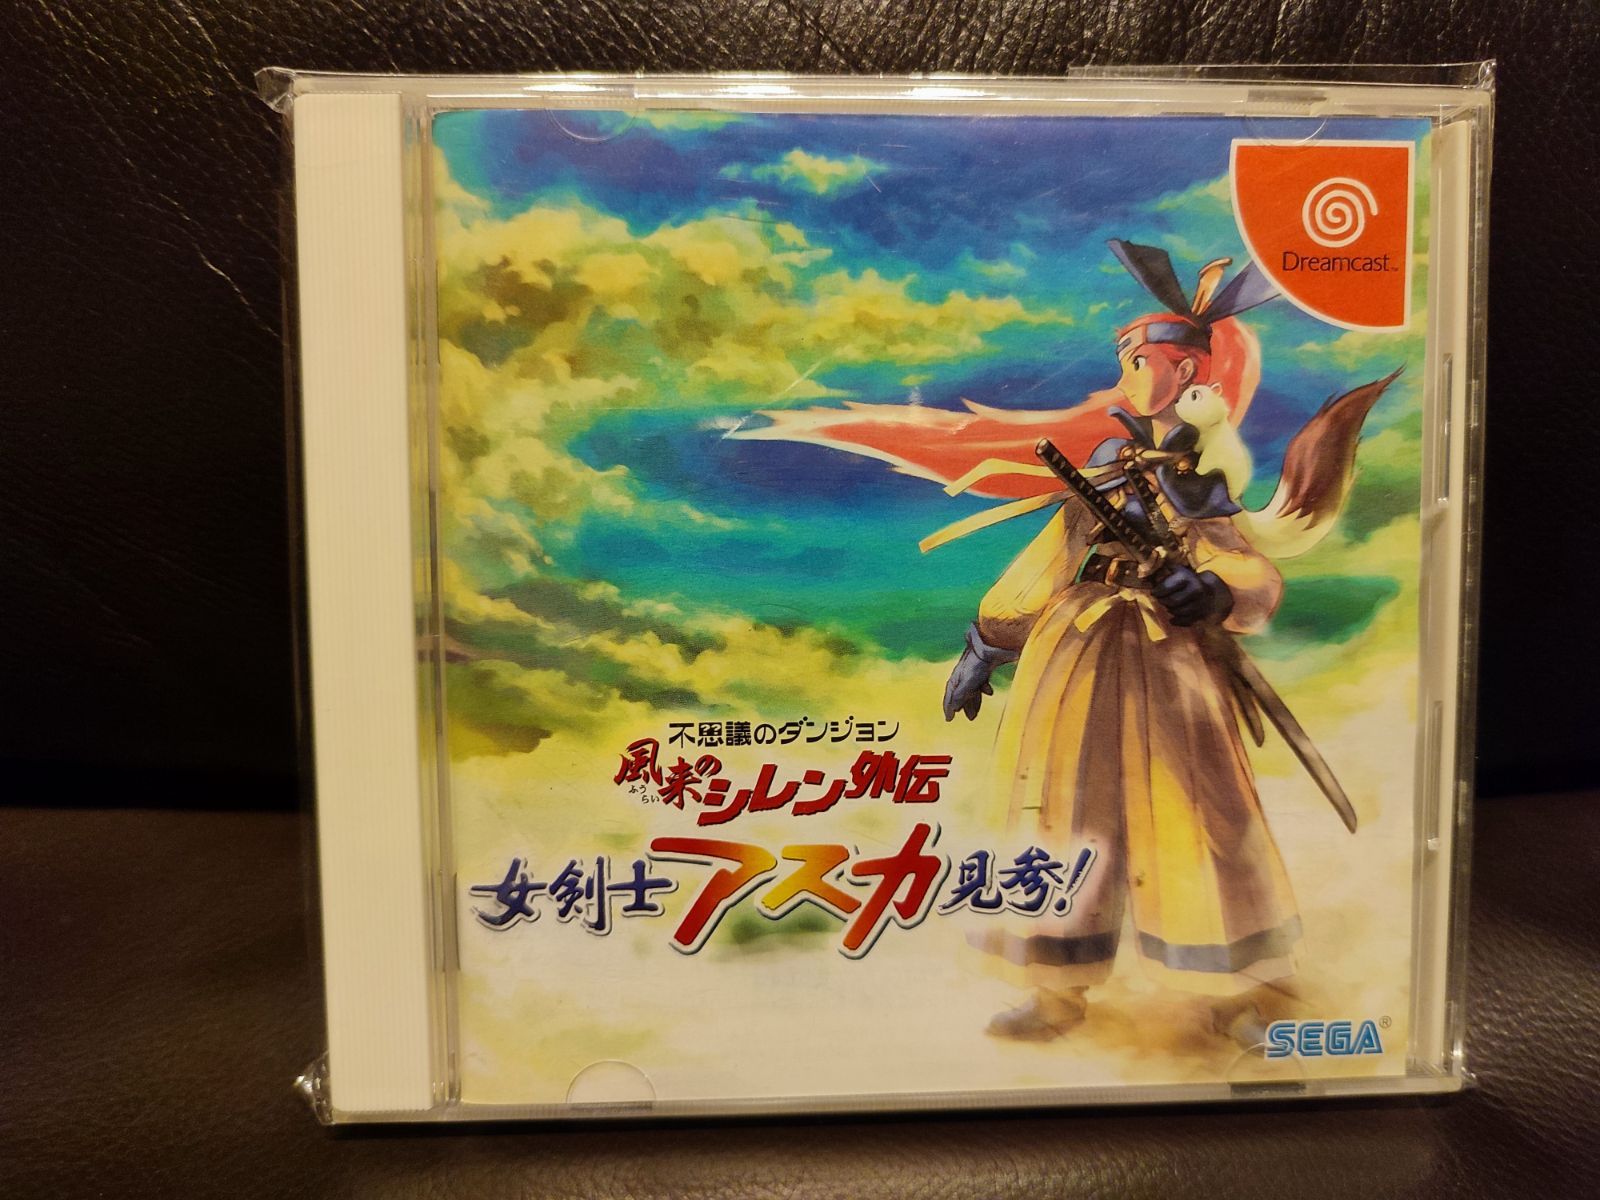 Dreamcast™
不思議のダンジョン
風来のシレン外伝
ふうらい
女剣士アスカ見参!
SEGA®